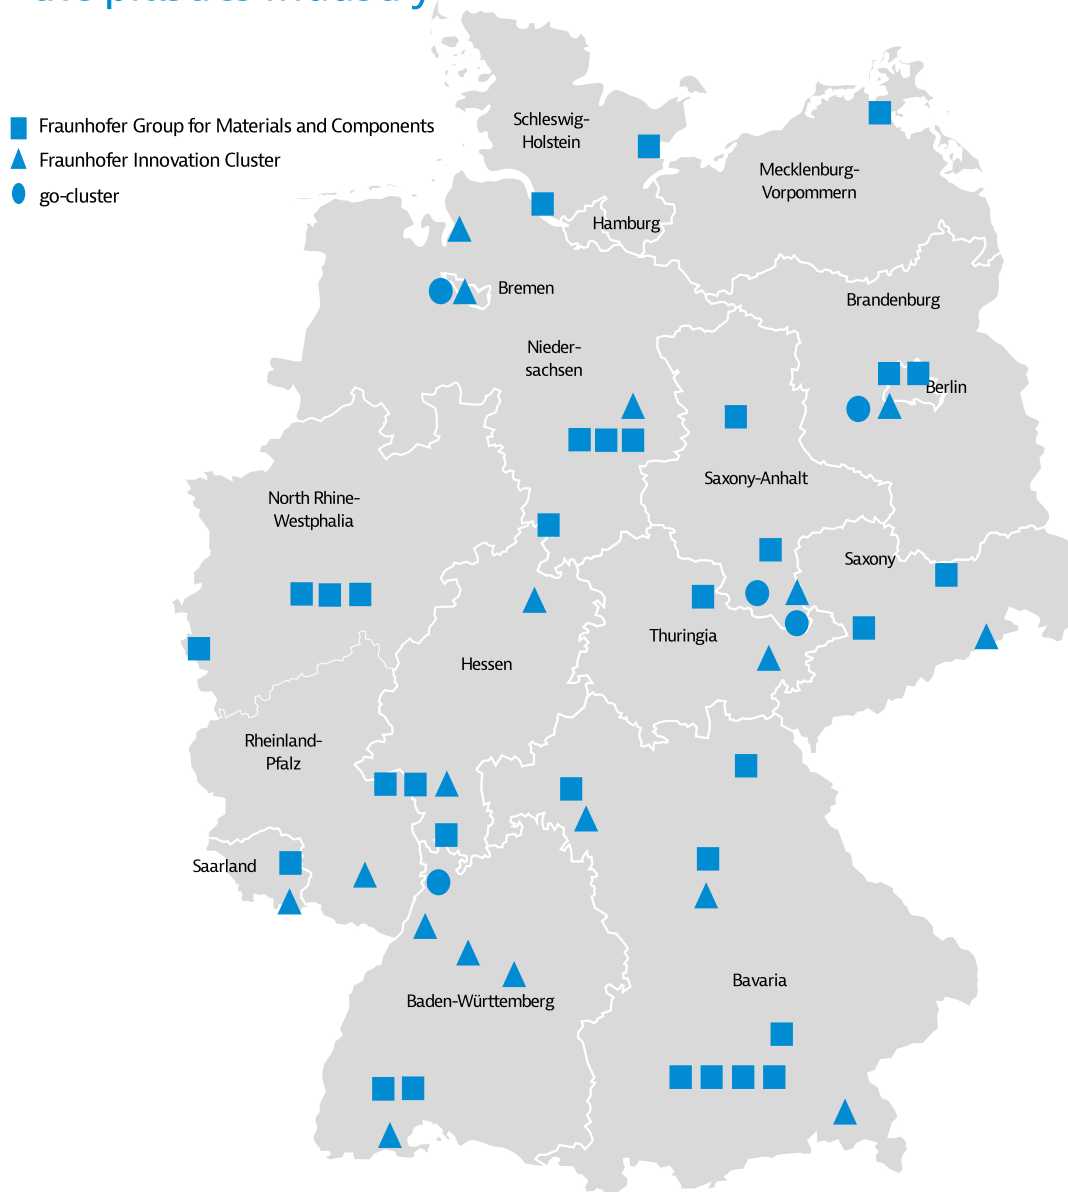 Fraunhofer Group for Materials and Components
Fraunhofer Innovation Cluster
go-cluster
Schleswig-
Holstein
Mecklenburg-
Vorpommern
Hamburg
Bremen
Brandenburg
Nieder-
sachsen
Berlin
Saxony-Anhalt
North Rhine-
Westphalia
Saxony
Thuringia
Hessen
Rheinland-
Pfalz
Saarland
Bavaria
Baden-Württemberg